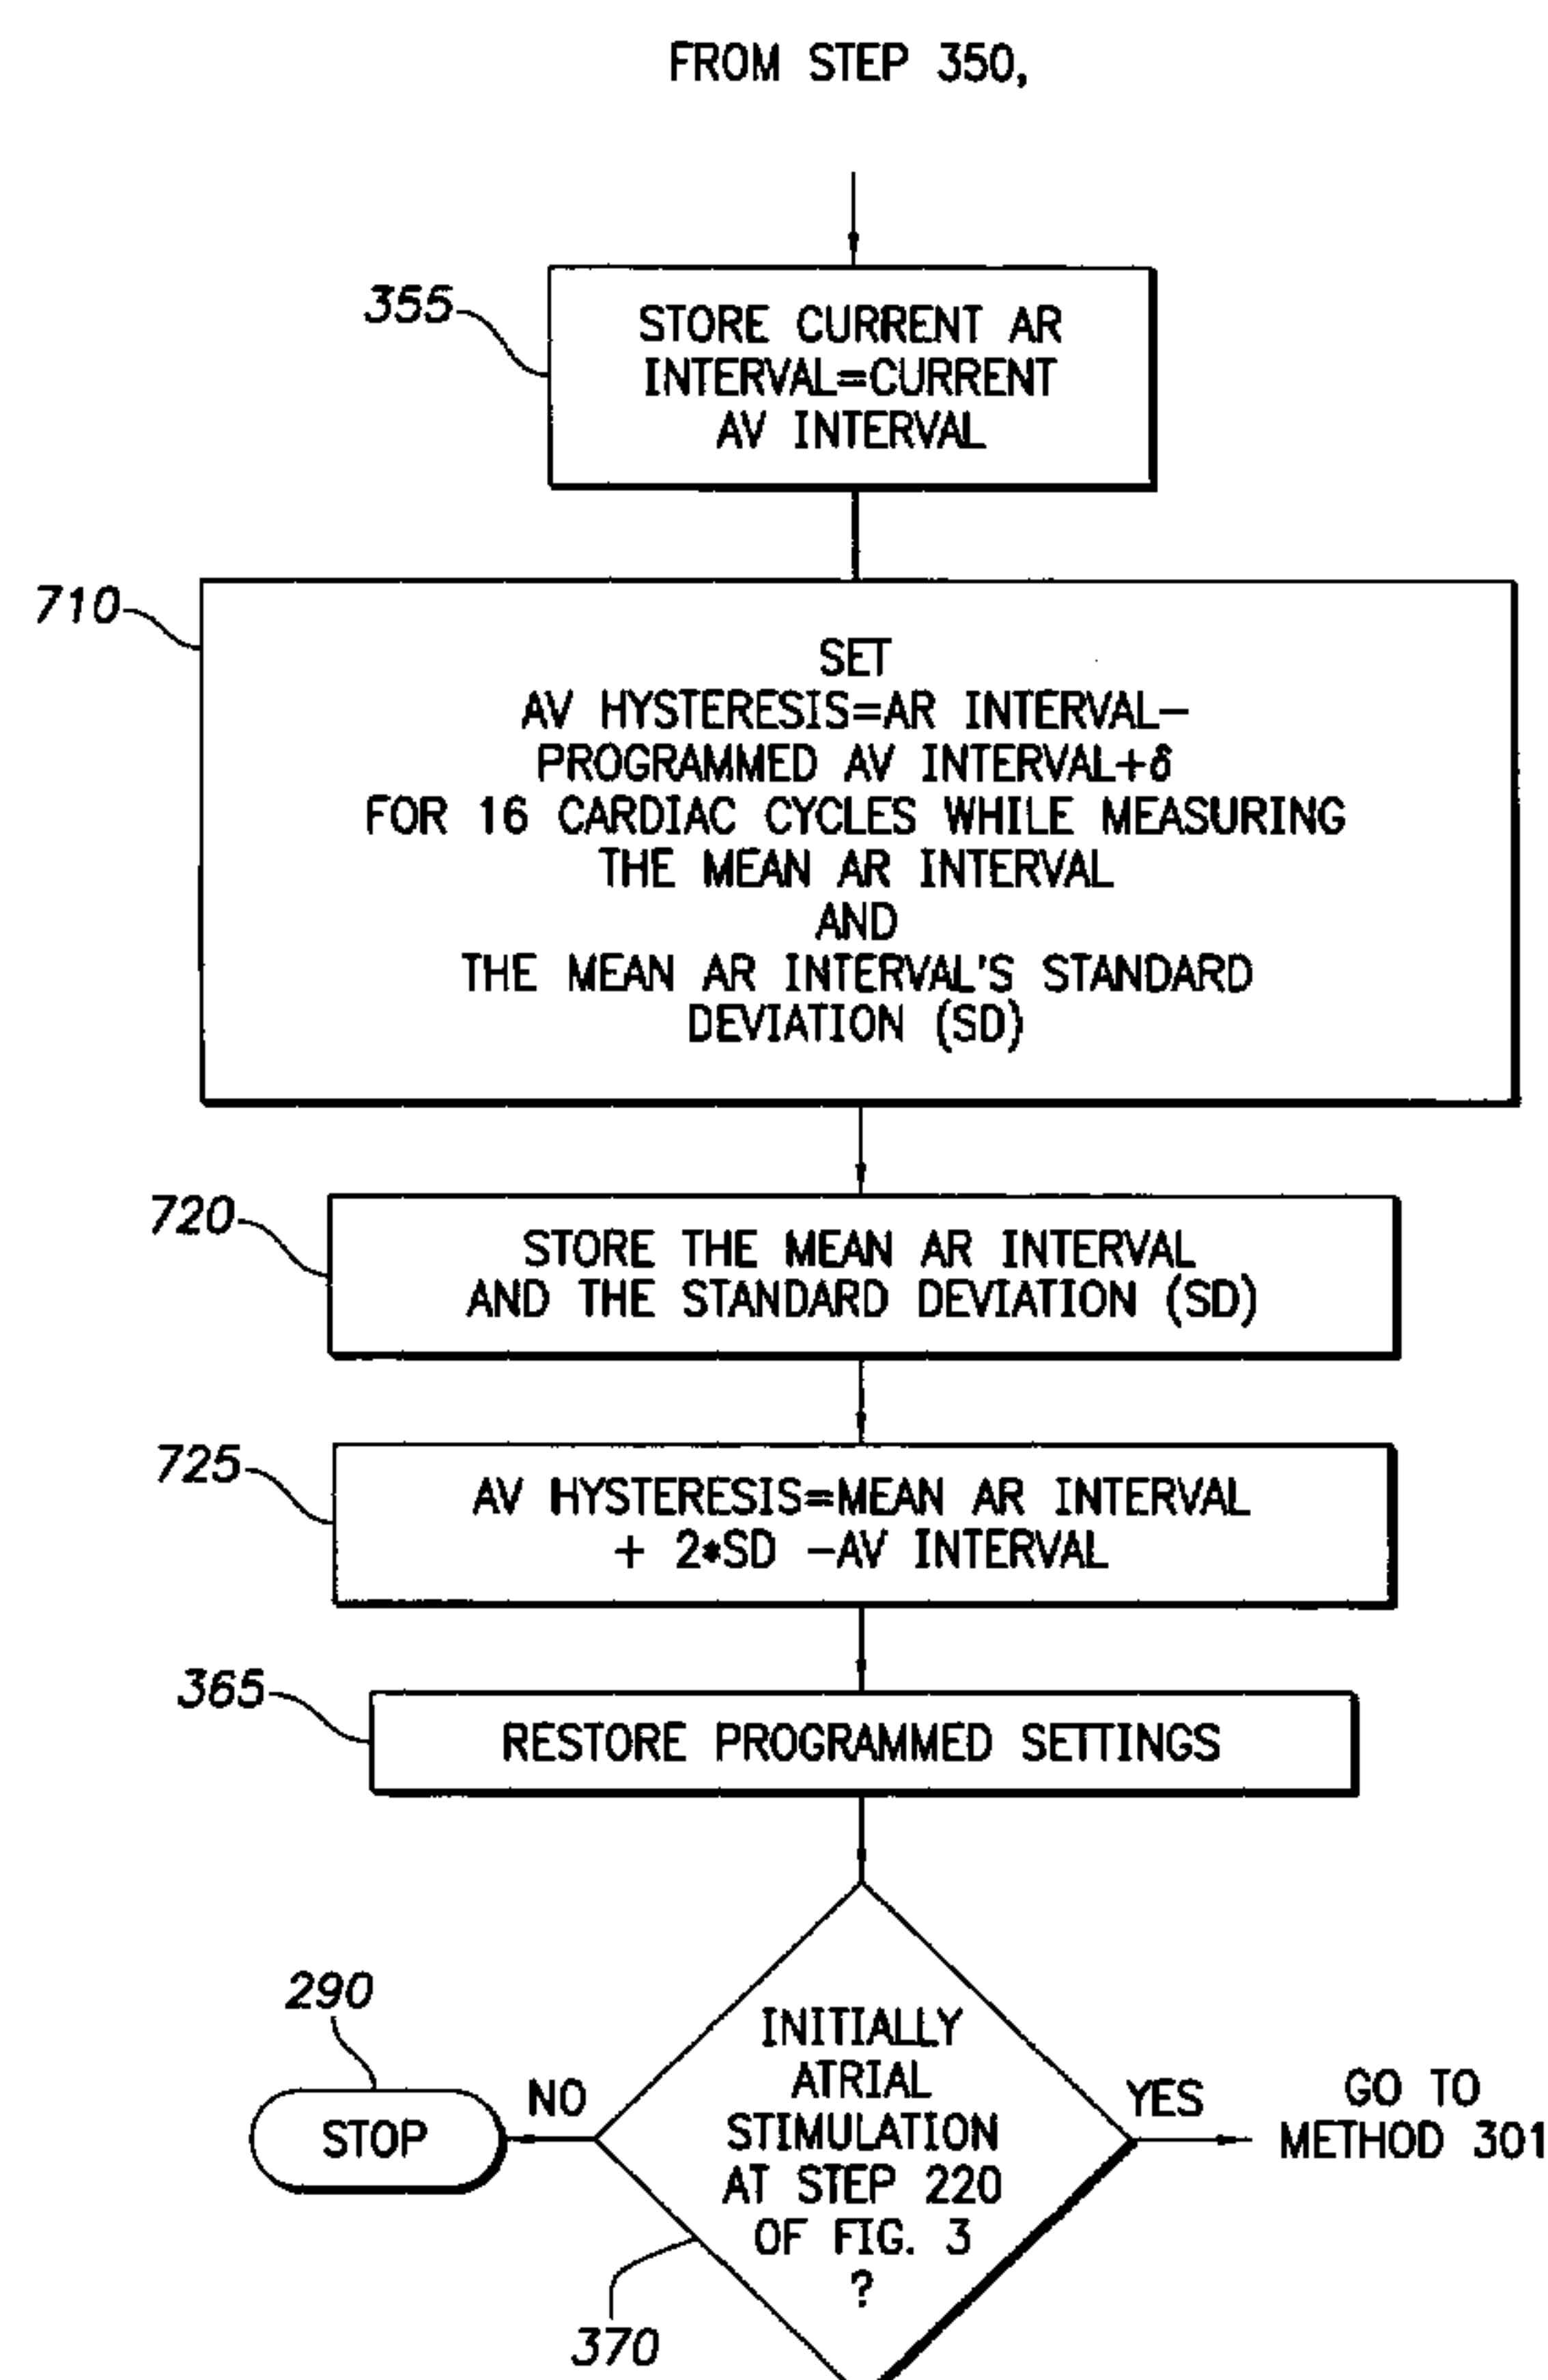 FROM STEP 350,
355
STORE CURRENT AR
INTERVAL=CURRENT
AV INTERVAL
710
SET
AV HYSTERESIS=AR INTERVAL-
PROGRAMMED AV INTERVAL+δ
FOR 16 CARDIAC CYCLES WHILE MEASURING
THE MEAN AR INTERVAL
AND
THE MEAN AR INTERVAL'S STANDARD
DEVIATION (SD)
720
STORE THE MEAN AR INTERVAL
AND THE STANDARD DEVIATION (SD)
725
AV HYSTERESIS=MEAN AR INTERVAL
+ 2*SD -AV INTERVAL
365
RESTORE PROGRAMMED SETTINGS
290
STOP
NO
INITIALLY
ATRIAL
STIMULATION
AT STEP 220
OF FIG. 3
?
YES
GO TO
METHOD 301
370